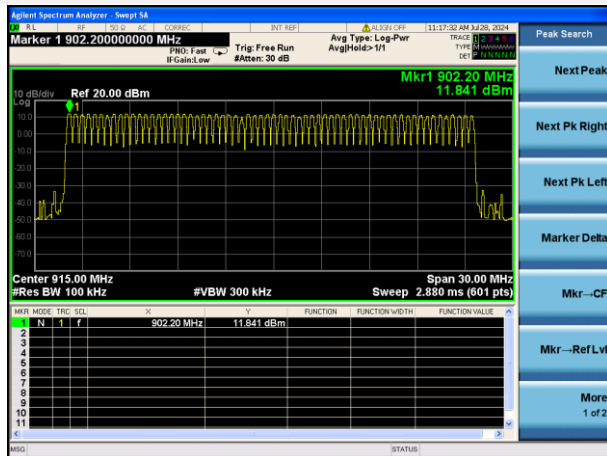 Agilent Spectrum Analyzer - Swept SA
RL RF 50 Ω AC CORREC INT REF ALIGN OFF 11:17:32 AM Jul 28, 2024
Marker 1 902.200000000 MHz
PNO: Fast
IFGain:Low
Trig: Free Run
#Atten: 30 dB
Avg Type: Log-Pwr
Avg|Hold:>1/1
TRACE 1 2 3 4 5 6
TYPE M
DET P N N N N N
Peak Search
Next Peak
Next Pk Right
Next Pk Left
Marker Delta
Mkr→CF
Mkr→Ref Lvl
More
1 of 2
Mkr1 902.20 MHz
11.841 dBm
10 dB/div Ref 20.00 dBm
Log
1
10.0
0.00
-10.0
-20.0
-30.0
-40.0
-50.0
-60.0
-70.0
Center 915.00 MHz Span 30.00 MHz
#Res BW 100 kHz #VBW 300 kHz Sweep 2.880 ms (601 pts)
MKR MODE TRC SCL X Y FUNCTION FUNCTION WIDTH FUNCTION VALUE
1 N 1 f 902.20 MHz 11.841 dBm
2
3
4
5
6
7
8
9
10
11
MSG STATUS